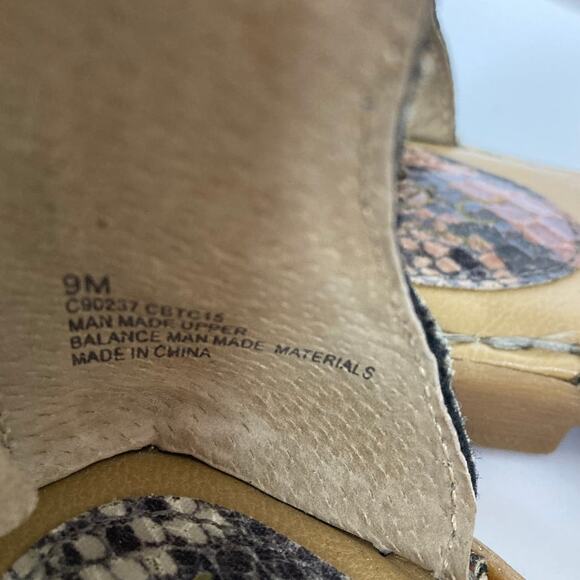 9M
C90237 CBTC15
MAN MADE UPPER
BALANCE MAN MADE MATERIALS
MADE IN CHINA